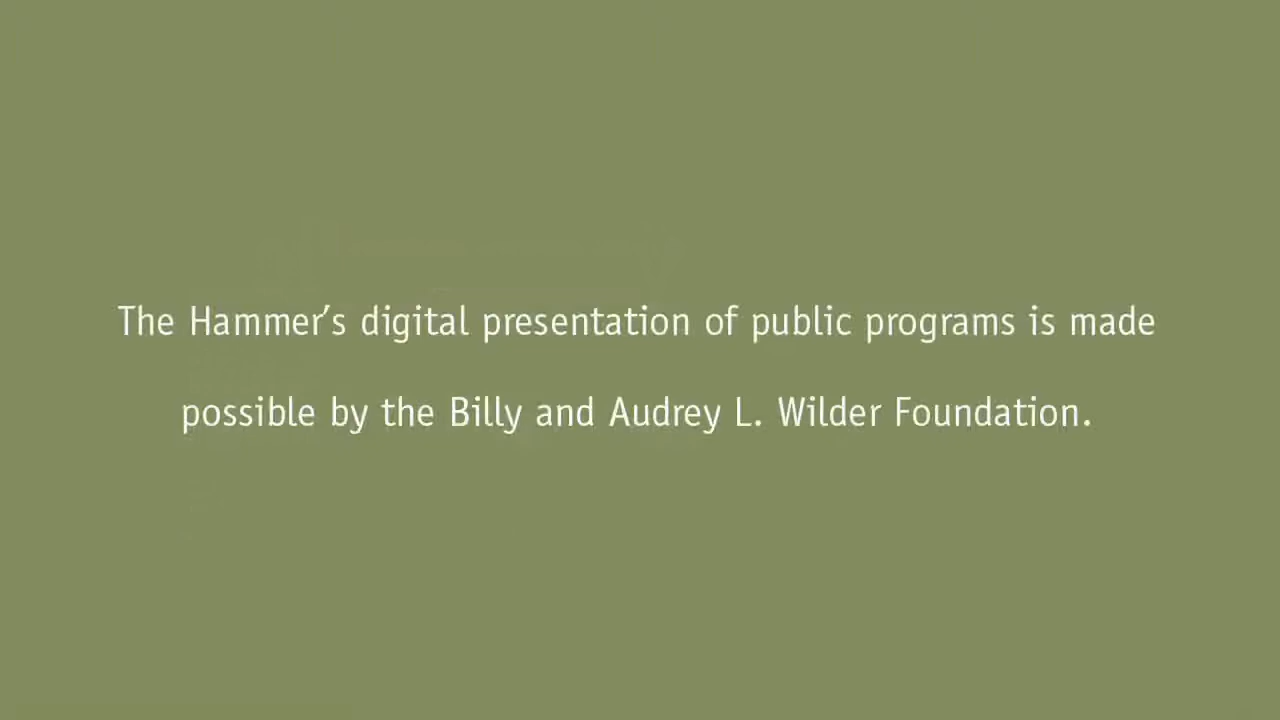 The Hammer’s digital presentation of public programs is made
possible by the Billy and Audrey L. Wilder Foundation.